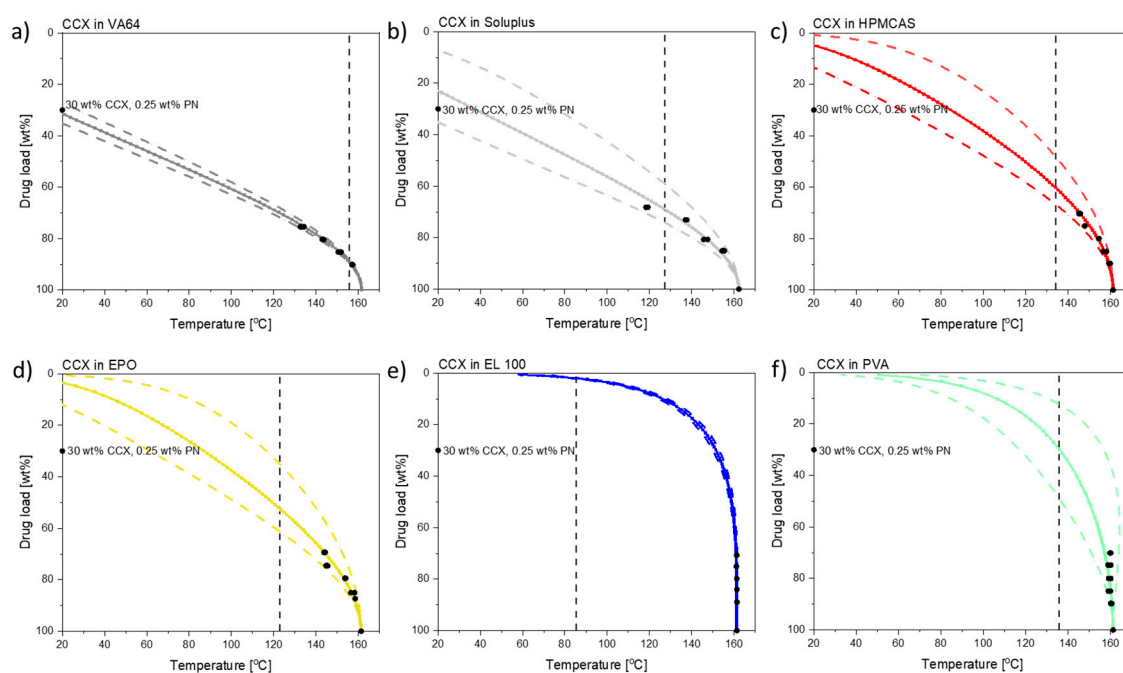 a)
CCX in VA64
0
20
40
60
80
100
Drug load [wt%]
30 wt% CCX, 0.25 wt% PN
20 40 60 80 100 120 140 160
Temperature [°C]
b)
CCX in Soluplus
0
20
40
60
80
100
Drug load [wt%]
30 wt% CCX, 0.25 wt% PN
20 40 60 80 100 120 140 160
Temperature [°C]
c)
CCX in HPMCAS
0
20
40
60
80
100
Drug load [wt%]
30 wt% CCX, 0.25 wt% PN
20 40 60 80 100 120 140 160
Temperature [°C]
d)
CCX in EPO
0
20
40
60
80
100
Drug load [wt%]
30 wt% CCX, 0.25 wt% PN
20 40 60 80 100 120 140 160
Temperature [°C]
e)
CCX in EL 100
0
20
40
60
80
100
Drug load [wt%]
30 wt% CCX, 0.25 wt% PN
20 40 60 80 100 120 140 160
Temperature [°C]
f)
CCX in PVA
0
20
40
60
80
100
Drug load [wt%]
30 wt% CCX, 0.25 wt% PN
20 40 60 80 100 120 140 160
Temperature [°C]